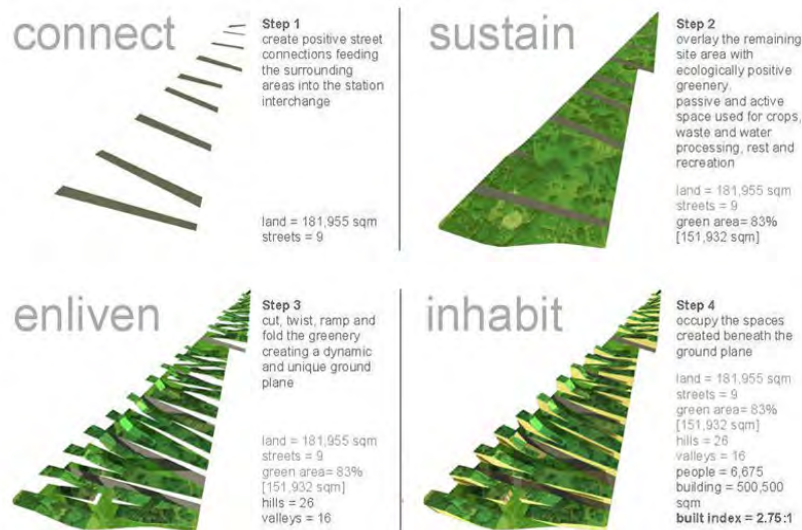 connect
Step 1
create positive street
connections feeding
the surrounding
areas into the station
interchange
land = 181,955 sqm
streets = 9
sustain
Step 2
overlay the remaining
site area with
ecologically positive
greenery.
passive and active
space used for crops,
waste and water
processing, rest and
recreation
land = 181,955 sqm
streets = 9
green area= 83%
[151,932 sqm]
enliven
Step 3
cut, twist, ramp and
fold the greenery
creating a dynamic
and unique ground
plane
land = 181,955 sqm
streets = 9
green area= 83%
[151,932 sqm]
hills = 26
valleys = 16
inhabit
Step 4
occupy the spaces
created beneath the
ground plane
land = 181,955 sqm
streets = 9
green area= 83%
[151,932 sqm]
hills = 26
valleys = 16
people = 6,675
building = 500,500
sqm
built index = 2.75:1